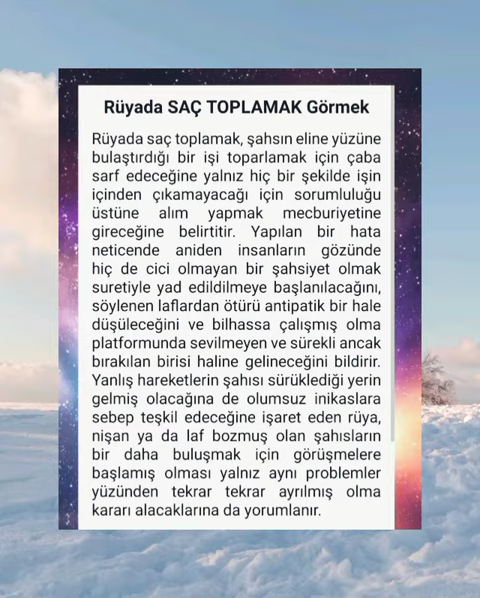 Rüyada SAÇ TOPLAMAK Görmek
Rüyada saç toplamak, şahsın eline yüzüne
bulaştırdığı bir işi toparlamak için çaba
sarf edeceğine yalnız hiç bir şekilde işin
içinden çıkamayacağı için sorumluluğu
üstüne alım yapmak mecburiyetine
gireceğine belirtitir. Yapılan bir hata
neticende aniden insanların gözünde
hiç de cici olmayan bir şahsiyet olmak
suretiyle yad edildilmeye başlanılacağını,
söylenen laflardan ötürü antipatik bir hale
düşüleceğini ve bilhassa çalışmış olma
platformunda sevilmeyen ve sürekli ancak
bırakılan birisi haline gelineceğini bildirir.
Yanlış hareketlerin şahısı sürüklediği yerin
gelmiş olacağına de olumsuz inikaslara
sebep teşkil edeceğine işaret eden rüya,
nişan ya da laf bozmuş olan şahısların
bir daha buluşmak için görüşmelere
başlamış olması yalnız aynı problemler
yüzünden tekrar tekrar ayrılmış olma
kararı alacaklarına da yorumlanır.